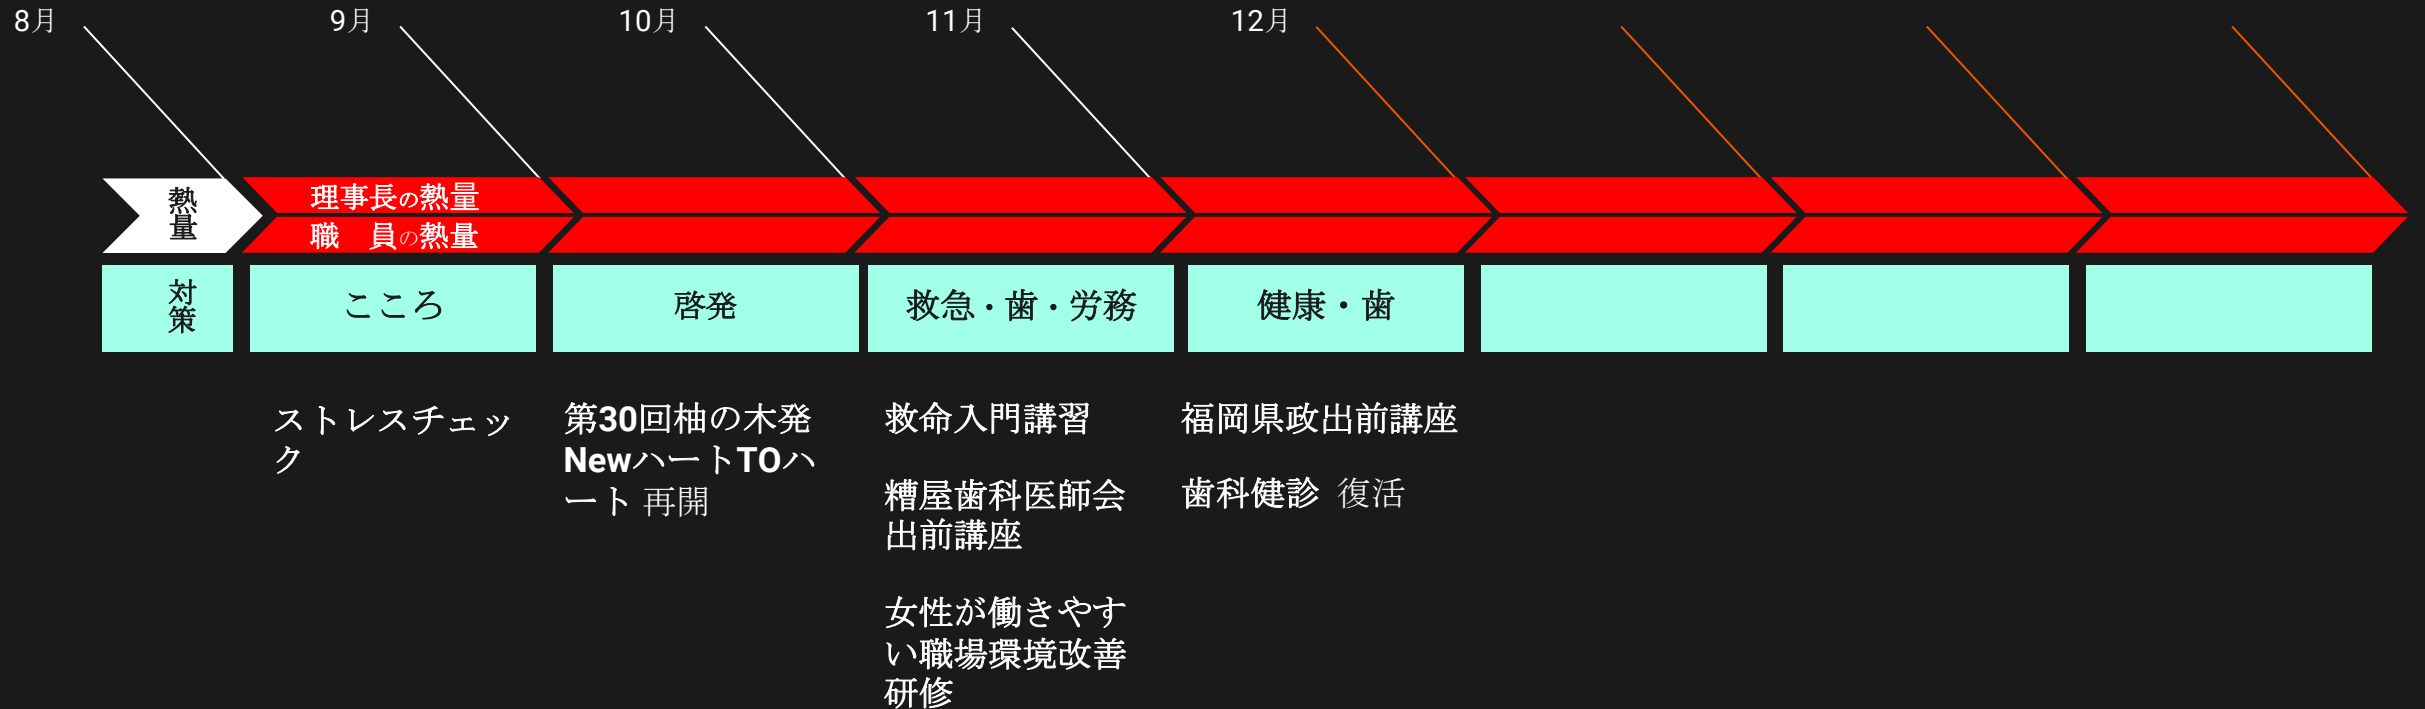 8月
9月
10月
11月
12月
熱量
理事長の熱量
職　員の熱量
対策
こころ
啓発
救急・歯・労務
健康・歯
ストレスチェッ
ク
第30回柚の木発
NewハートTOハ
ート 再開
救命入門講習
糟屋歯科医師会
出前講座
女性が働きやす
い職場環境改善
研修
福岡県政出前講座
歯科健診 復活